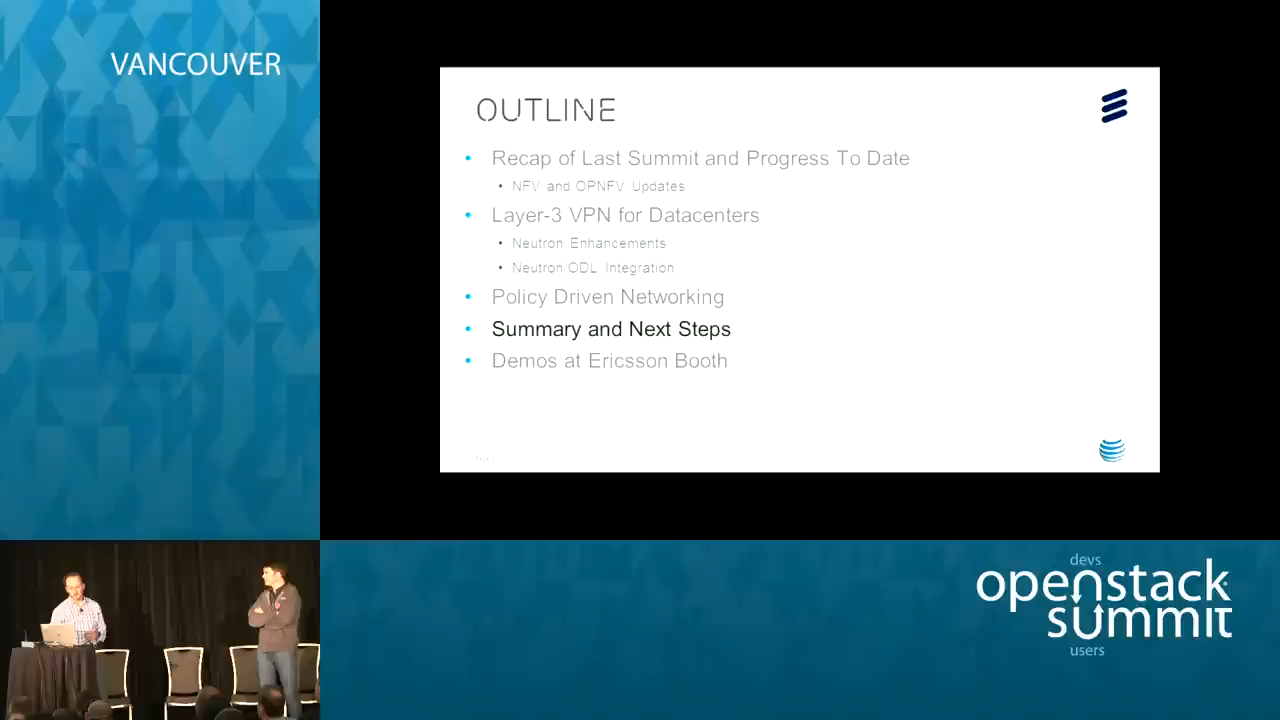 VANCOUVER
OUTLINE
• Recap of Last Summit and Progress To Date
• NFV and OPNFV Updates
• Layer-3 VPN for Datacenters
• Neutron Enhancements
• Neutron/ODL Integration
• Policy Driven Networking
• Summary and Next Steps
• Demos at Ericsson Booth
devs
openstack
summit
users